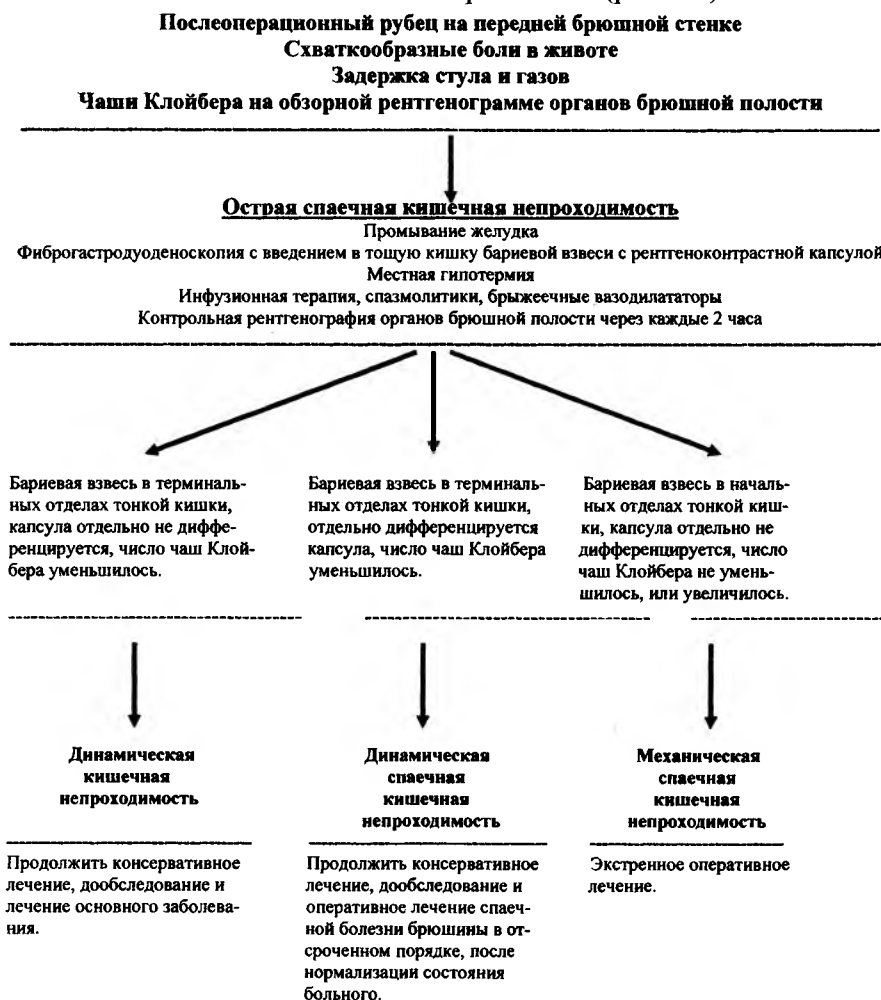 Послеоперационный рубец на передней брюшной стенке
Схваткообразные боли в животе
Задержка стула и газов
Чаши Клойбера на обзорной рентгенограмме органов брюшной полости
Острая спаечная кишечная непроходимость
Промывание желудка
Фиброгастродуоденоскопия с введением в тощую кишку бариевой взвеси с рентгеноконтрастной капсулой
Местная гипотермия
Инфузионная терапия, спазмолитики, брыжеечные вазодилататоры
Контрольная рентгенография органов брюшной полости через каждые 2 часа
Бариевая взвесь в терминаль-
ных отделах тонкой кишки,
капсула отдельно не диффе-
ренцируется, число чаш Клой-
бера уменьшилось.
Бариевая взвесь в терминаль-
ных отделах тонкой кишки,
отдельно дифференцируется
капсула, число чаш Клойбера
уменьшилось.
Бариевая взвесь в началь-
ных отделах тонкой киш-
ки, капсула отдельно не
дифференцируется, число
чаш Клойбера не умень-
шилось, или увеличилось.
Динамическая
кишечная
непроходимость
Динамическая
спаечная
кишечная
непроходимость
Механическая
спаечная
кишечная
непроходимость
Продолжить консервативное
лечение, дообследование и
лечение основного заболева-
ния.
Продолжить консервативное
лечение, дообследование и
оперативное лечение спаеч-
ной болезни брюшины в от-
сроченном порядке, после
нормализации состояния
больного.
Экстренное оперативное
лечение.